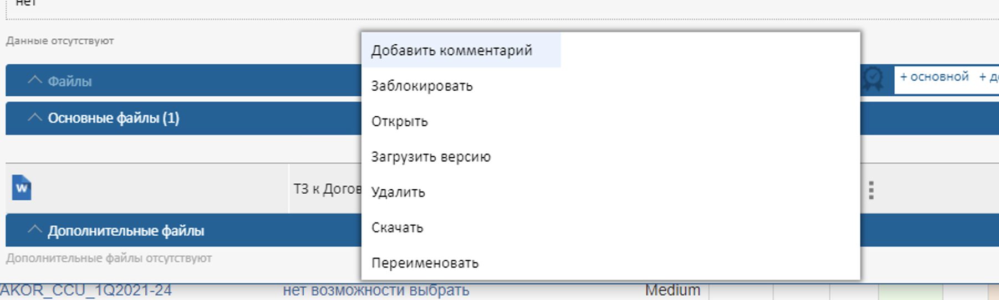 нет
Данные отсутствуют
Добавить комментарий
Файлы
+ основной
Заблокировать
Основные файлы (1)
Открыть
Загрузить версию
W
ТЗ к Догов
Удалить
Дополнительные файлы
Скачать
Дополнительные файлы отсутствуют
Переименовать
AKOR_CCU_1Q2021-24 нет возможности выбрать Medium